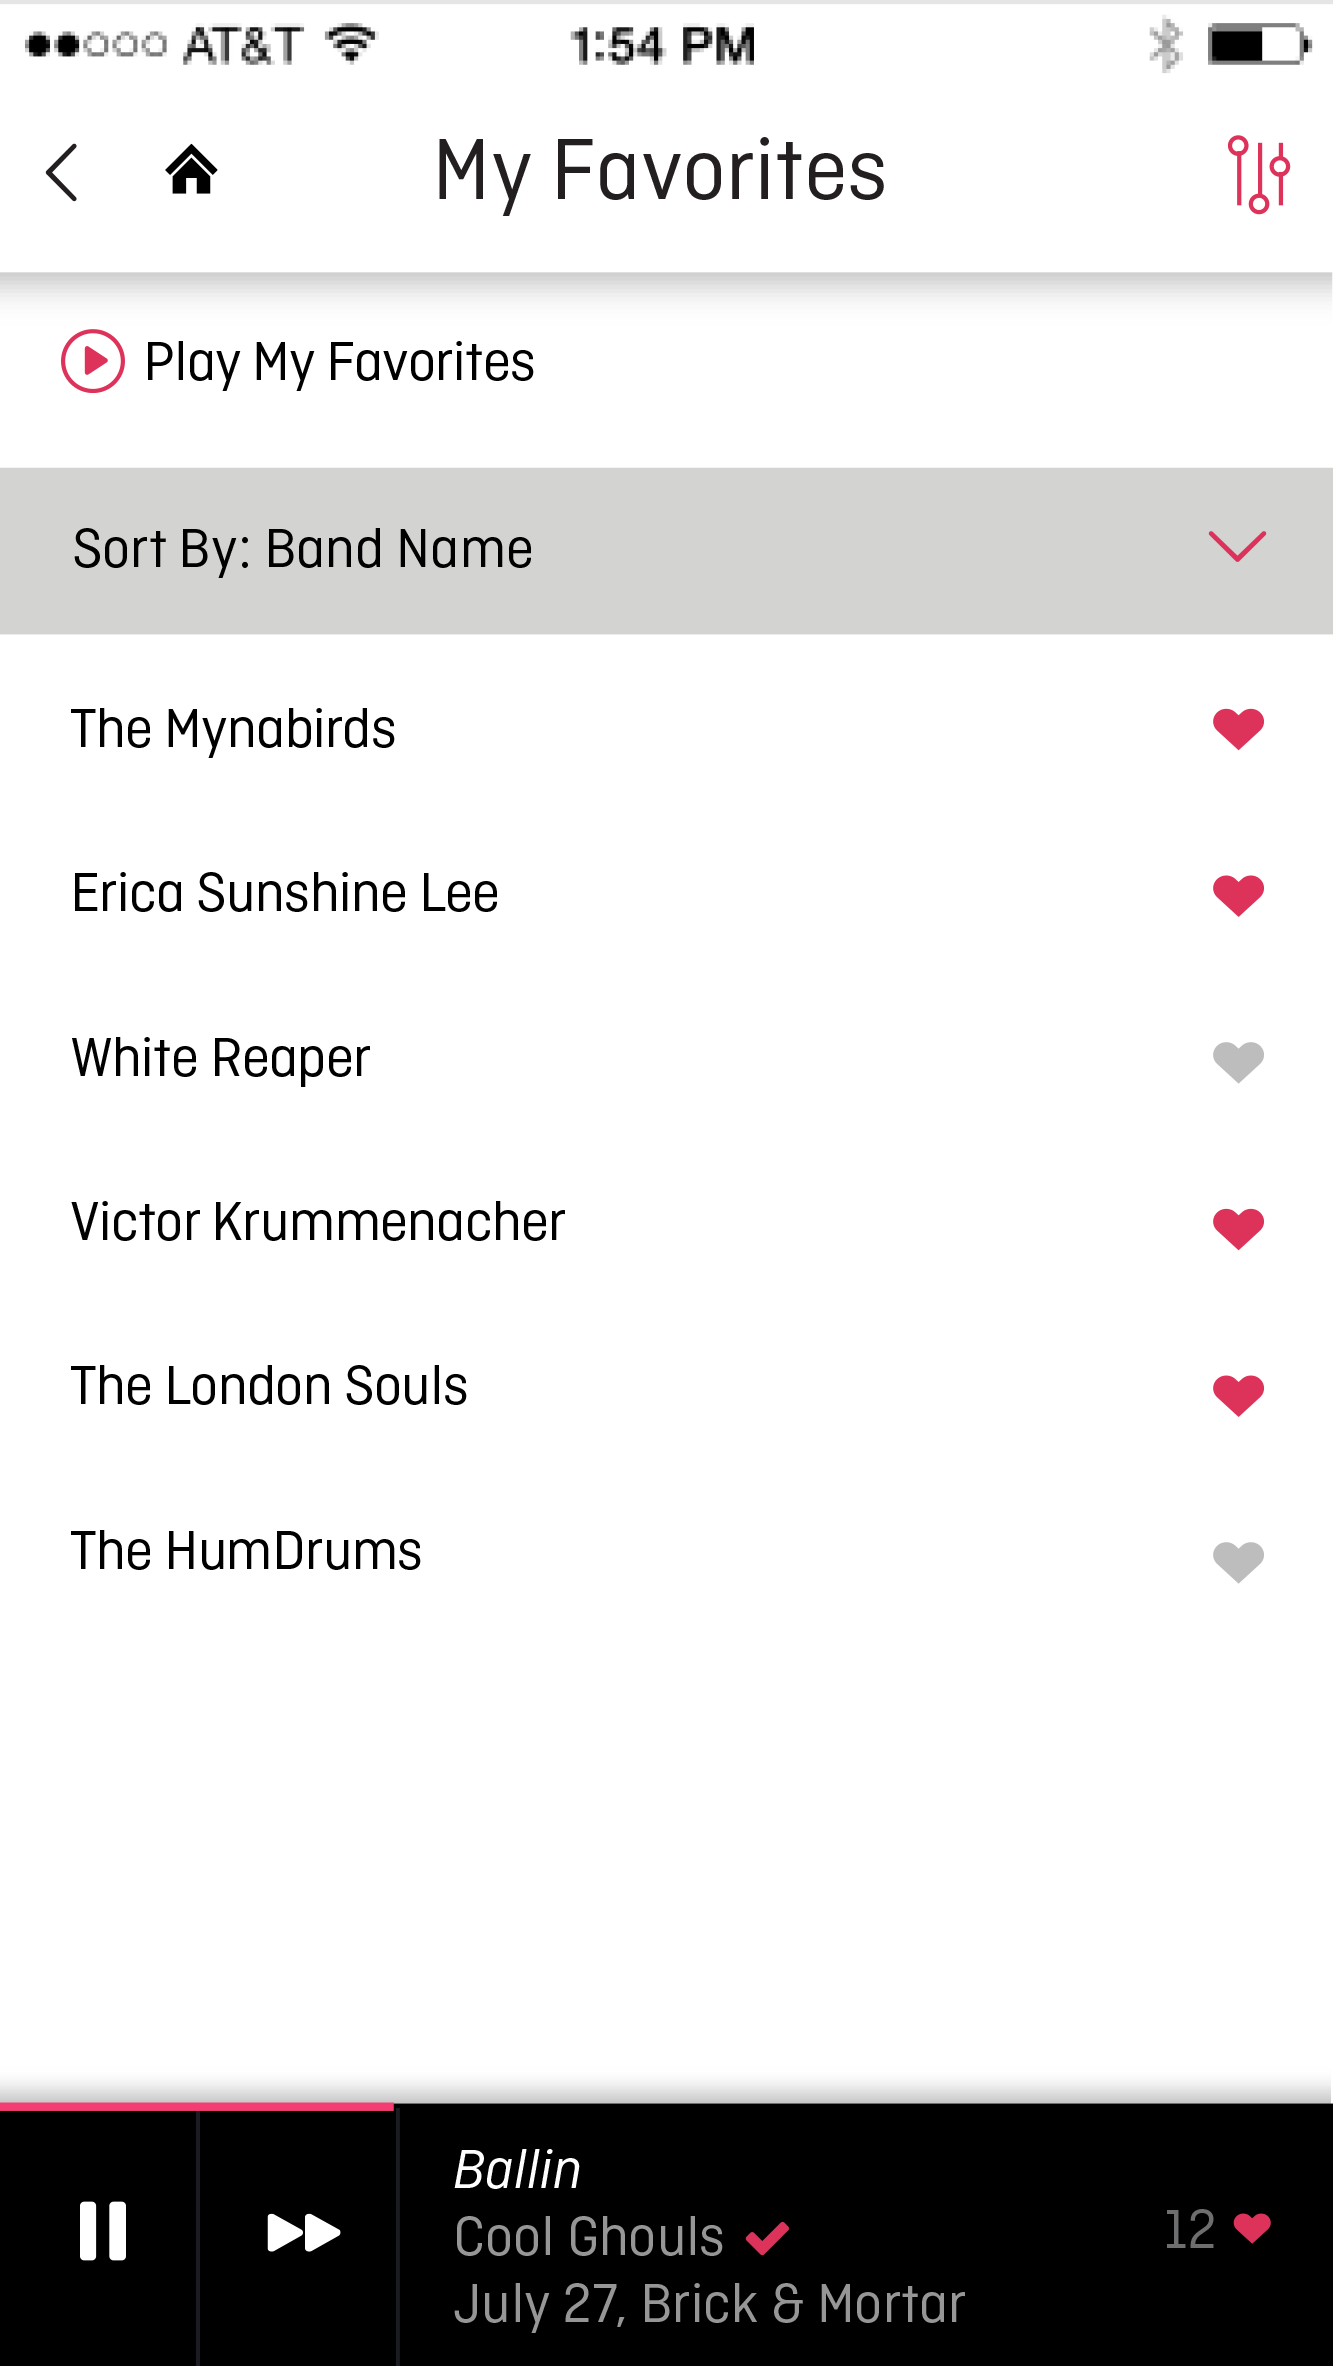 AT&T 1:54 PM
My Favorites
Play My Favorites
Sort By: Band Name
The Mynabirds
Erica Sunshine Lee
White Reaper
Victor Krummenacher
The London Souls
The HumDrums
Ballin
Cool Ghouls
12
July 27, Brick & Mortar